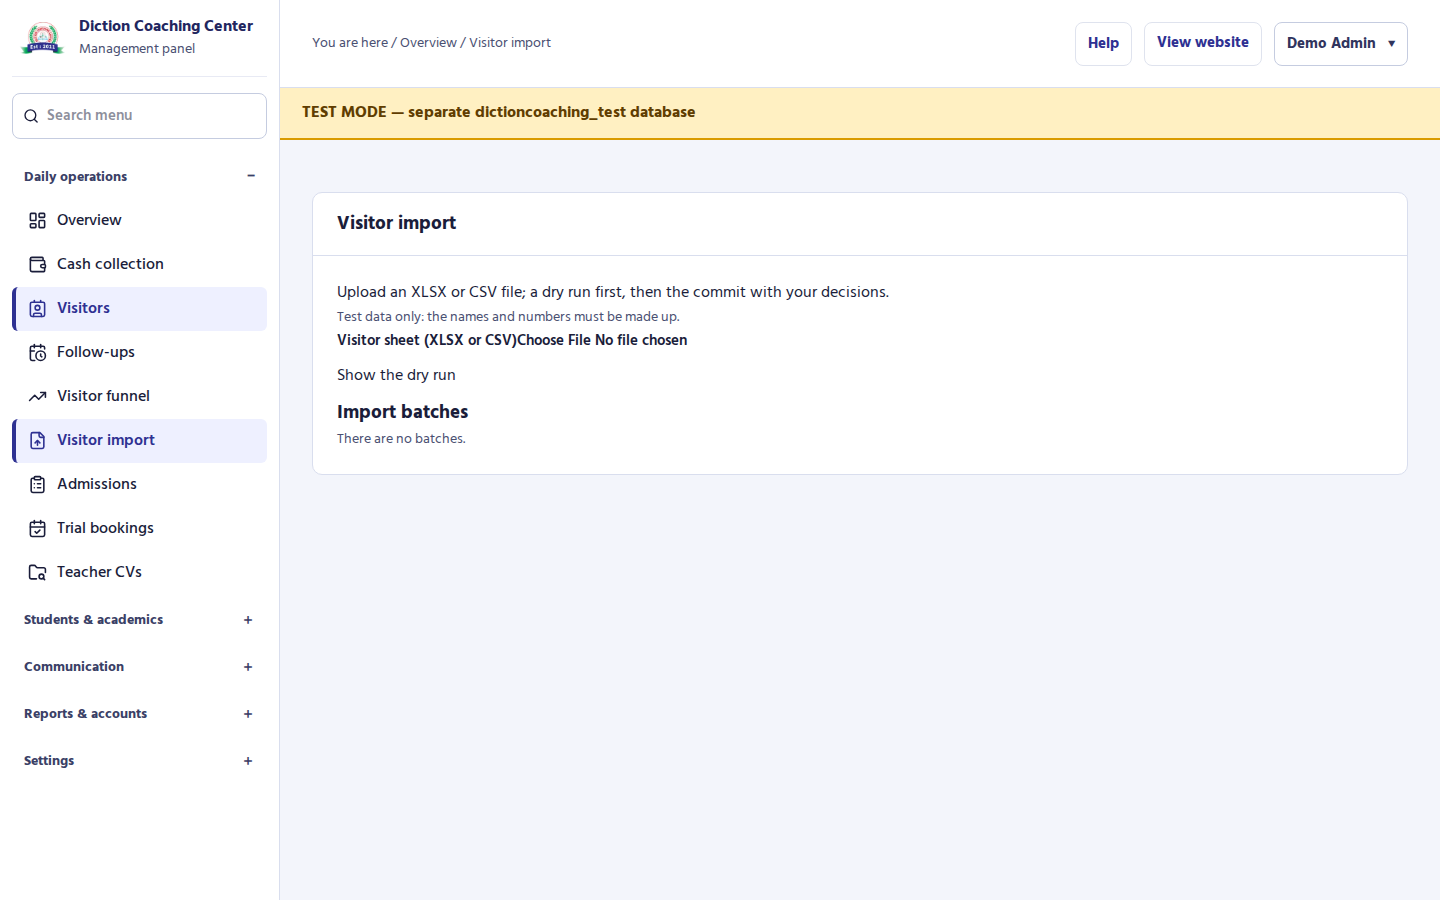 Diction Coaching Center
Management panel
Est : 2011
Search menu
Daily operations −
Overview
Cash collection
Visitors
Follow-ups
Visitor funnel
Visitor import
Admissions
Trial bookings
Teacher CVs
Students & academics +
Communication +
Reports & accounts +
Settings +
You are here / Overview / Visitor import
Help
View website
Demo Admin ▾
TEST MODE — separate dictioncoaching_test database
Visitor import
Upload an XLSX or CSV file; a dry run first, then the commit with your decisions.
Test data only: the names and numbers must be made up.
Visitor sheet (XLSX or CSV)Choose File No file chosen
Show the dry run
Import batches
There are no batches.